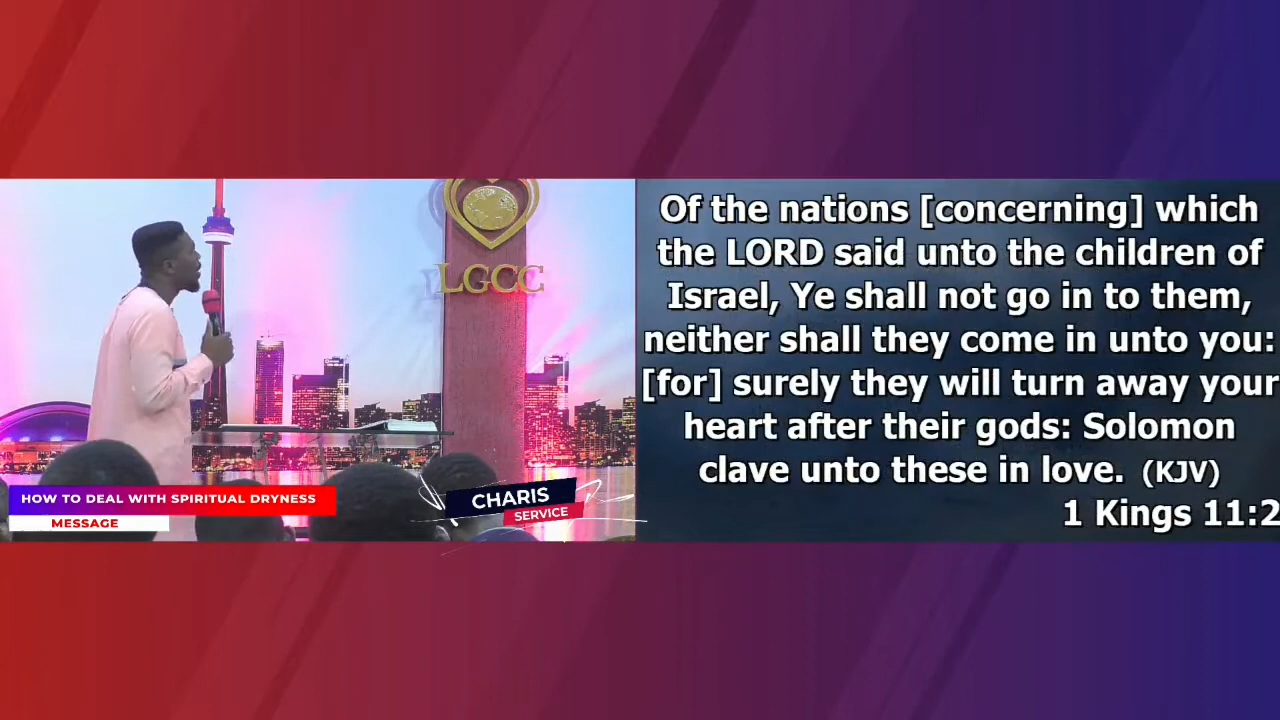 LGCC
HOW TO DEAL WITH SPIRITUAL DRYNESS
MESSAGE
CHARIS
SERVICE
Of the nations [concerning] which
the LORD said unto the children of
Israel, Ye shall not go in to them,
neither shall they come in unto you:
[for] surely they will turn away your
heart after their gods: Solomon
clave unto these in love. (KJV)
1 Kings 11:2